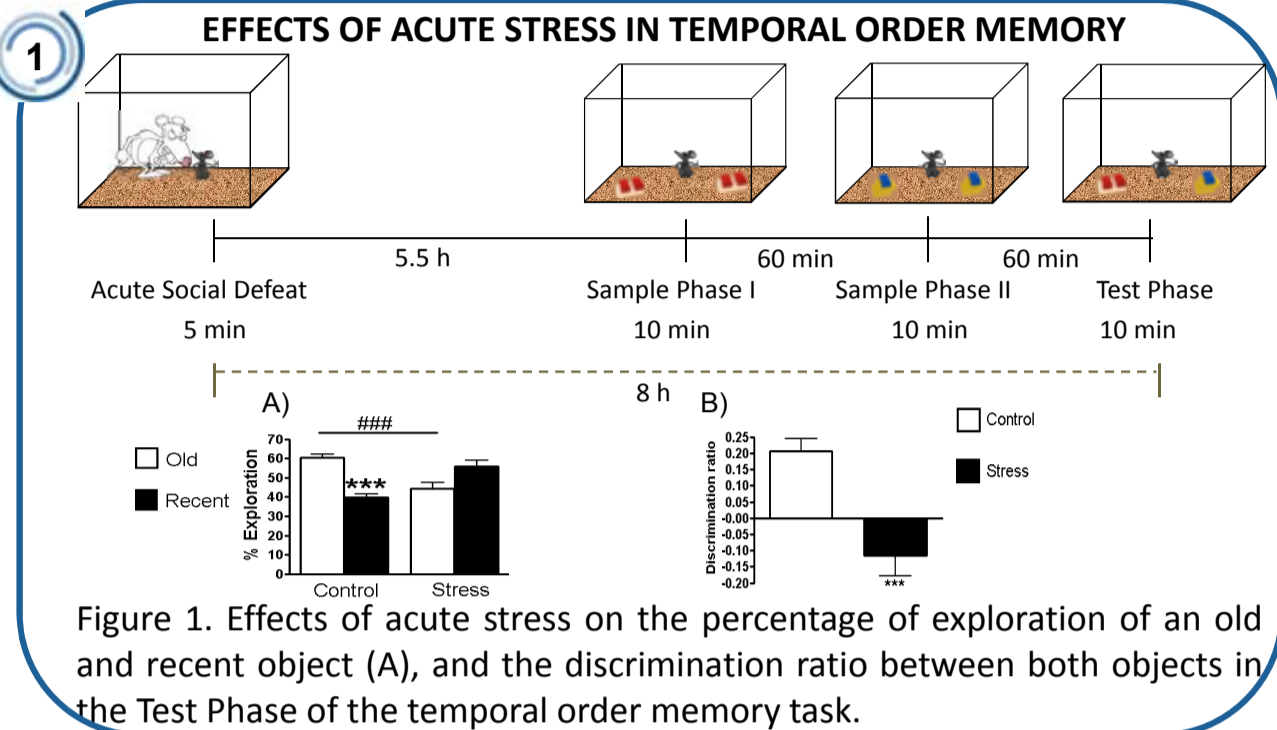 1
EFFECTS OF ACUTE STRESS IN TEMPORAL ORDER MEMORY
5.5 h
60 min
60 min
Acute Social Defeat
Sample Phase I
Sample Phase II
Test Phase
5 min
10 min
10 min
10 min
8 h
A)
###
Old
Recent
% Exploration
70
60
50
40
30
20
10
0
***
Control
Stress
B)
Control
Stress
Discrimination ratio
0.25
0.20
0.15
0.10
0.05
-0.00
-0.05
-0.10
-0.15
-0.20
***
Figure 1. Effects of acute stress on the percentage of exploration of an old
and recent object (A), and the discrimination ratio between both objects in
the Test Phase of the temporal order memory task.